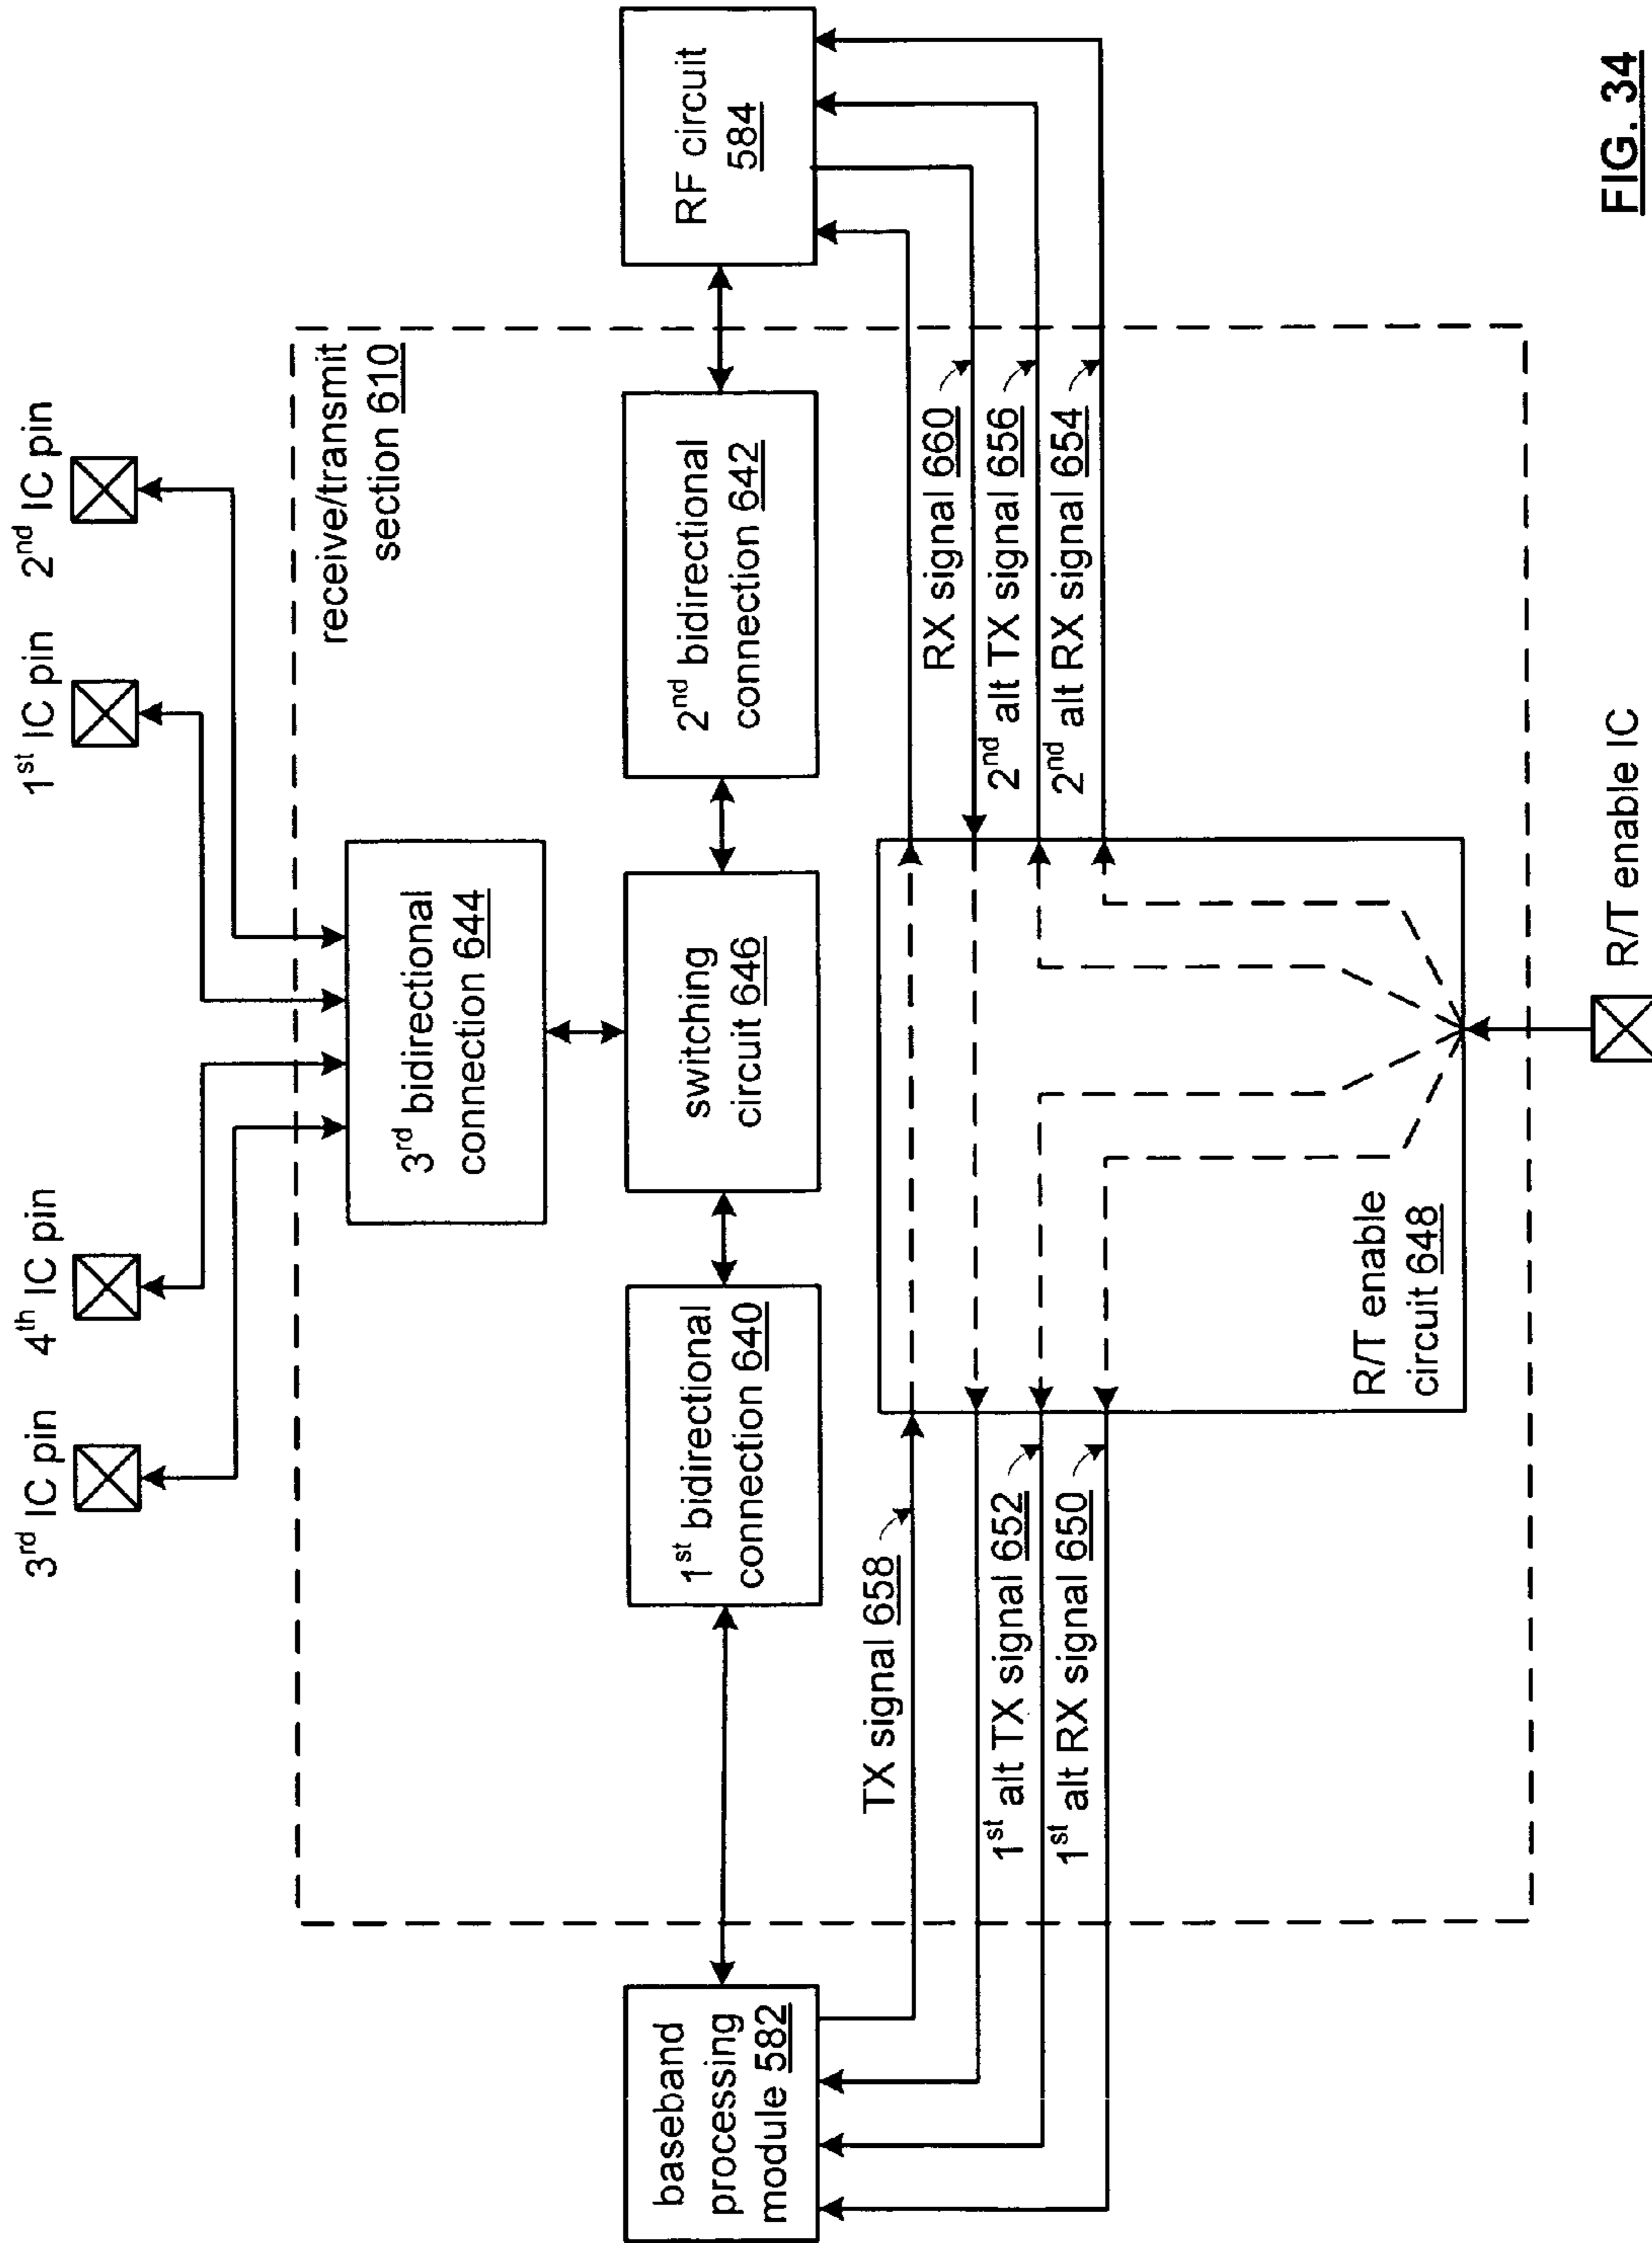 3rd IC pin
4th IC pin
1st IC pin
2nd IC pin
receive/transmit
section 610
3rd bidirectional
connection 644
baseband
processing
module 582
1st bidirectional
connection 640
switching
circuit 646
2nd bidirectional
connection 642
RF circuit
584
TX signal 658
1st alt TX signal 652
1st alt RX signal 650
RX signal 660
2nd alt TX signal 656
2nd alt RX signal 654
R/T enable
circuit 648
R/T enable IC
FIG. 34